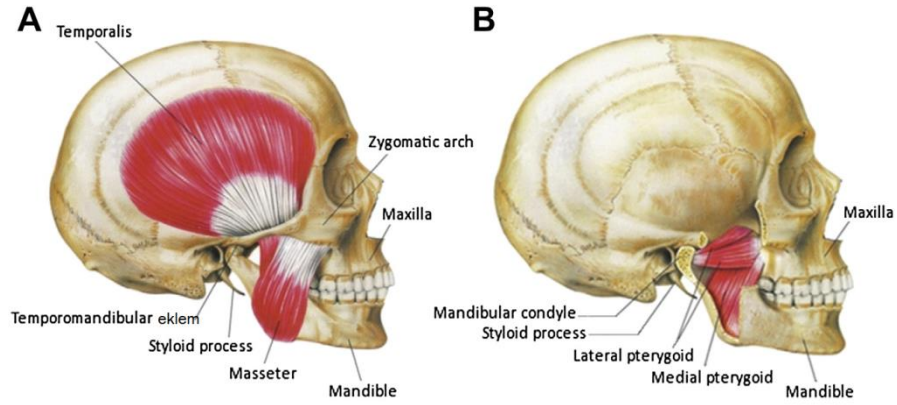 A
Temporalis
Zygomatic arch
Maxilla
Temporomandibular eklem
Styloid process
Masseter
Mandible
B
Maxilla
Mandibular condyle
Styloid process
Lateral pterygoid
Medial pterygoid
Mandible